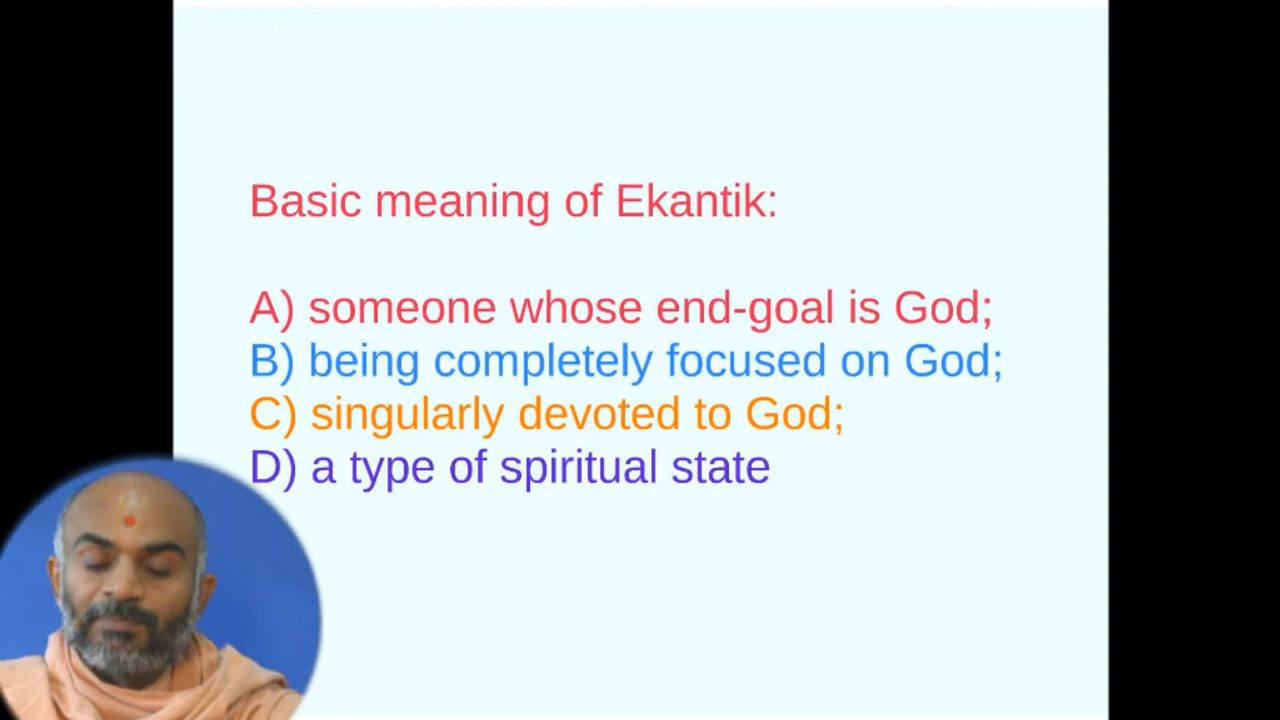 Basic meaning of Ekantik:
A) someone whose end-goal is God;
B) being completely focused on God;
C) singularly devoted to God;
D) a type of spiritual state